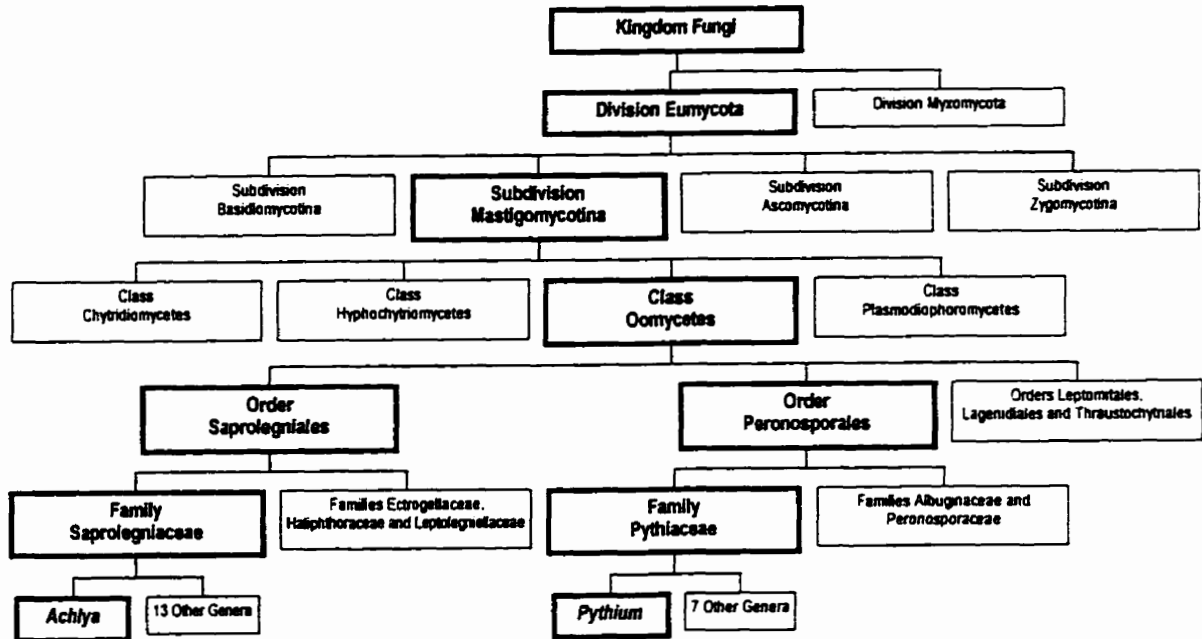 Kingdom Fungi
Division Eumycota
Division Myxomycota
Subdivision
Basidiomycotina
Subdivision
Mastigomycotina
Subdivision
Ascomycotina
Subdivision
Zygomycotina
Class
Chytridiomycetes
Class
Hyphochytriomycetes
Class
Oomycetes
Class
Plasmodiophoromycetes
Order
Saprolegniales
Order
Peronosporales
Orders Leptomitales,
Lagenidiales and Thraustochytriales
Family
Saprolegniaceae
Families Ectrogellaceae,
Haliphthoraceae and Leptolegniellaceae
Family
Pythiaceae
Families Albuginaceae and
Peronosporaceae
Achlya
13 Other Genera
Pythium
7 Other Genera